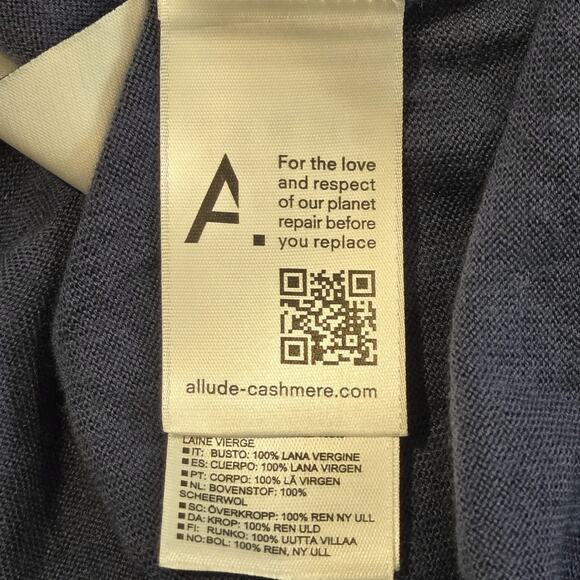 A.
For the love
and respect
of our planet
repair before
you replace
allude-cashmere.com
LAINE VIERGE
IT: BUSTO: 100% LANA VERGINE
ES: CUERPO: 100% LANA VIRGEN
PT: CORPO: 100% LÃ VIRGEN
NL: BOVENSTOF: 100%
SCHEERWOL
SC: ÖVERKROPP: 100% REN NY ULL
DA: KROP: 100% REN ULD
FI: RUNKO: 100% UUTTA VILLAA
NO:BOL: 100% REN, NY ULL